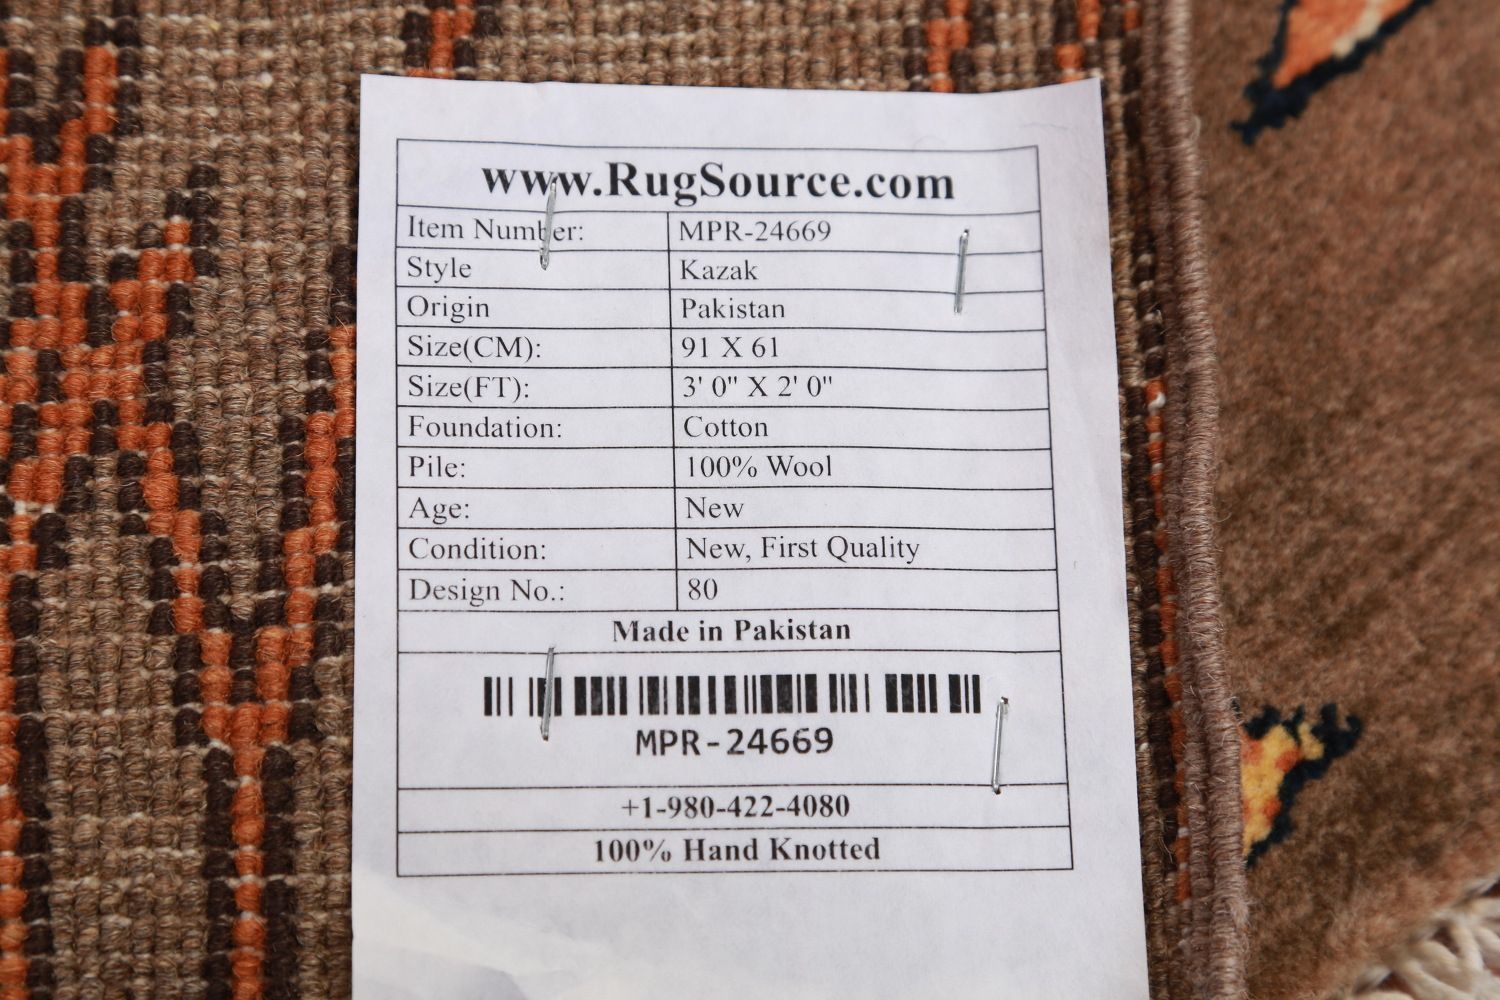 www.RugSource.com
Item Number: MPR-24669
Style Kazak
Origin Pakistan
Size(CM): 91 X 61
Size(FT): 3' 0" X 2' 0"
Foundation: Cotton
Pile: 100% Wool
Age: New
Condition: New, First Quality
Design No.: 80
Made in Pakistan
MPR-24669
+1-980-422-4080
100% Hand Knotted